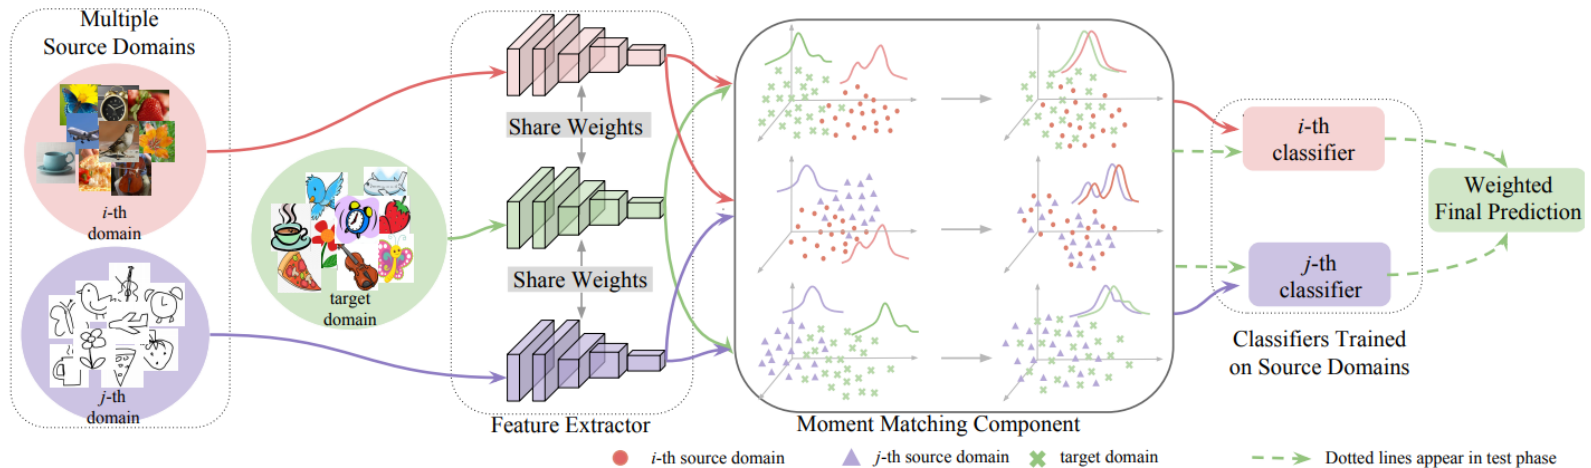 Multiple
Source Domains
i-th
domain
j-th
domain
target
domain
Share Weights
Share Weights
Feature Extractor
Moment Matching Component
i-th
classifier
j-th
classifier
Classifiers Trained
on Source Domains
Weighted
Final Prediction
i-th source domain
j-th source domain
target domain
Dotted lines appear in test phase